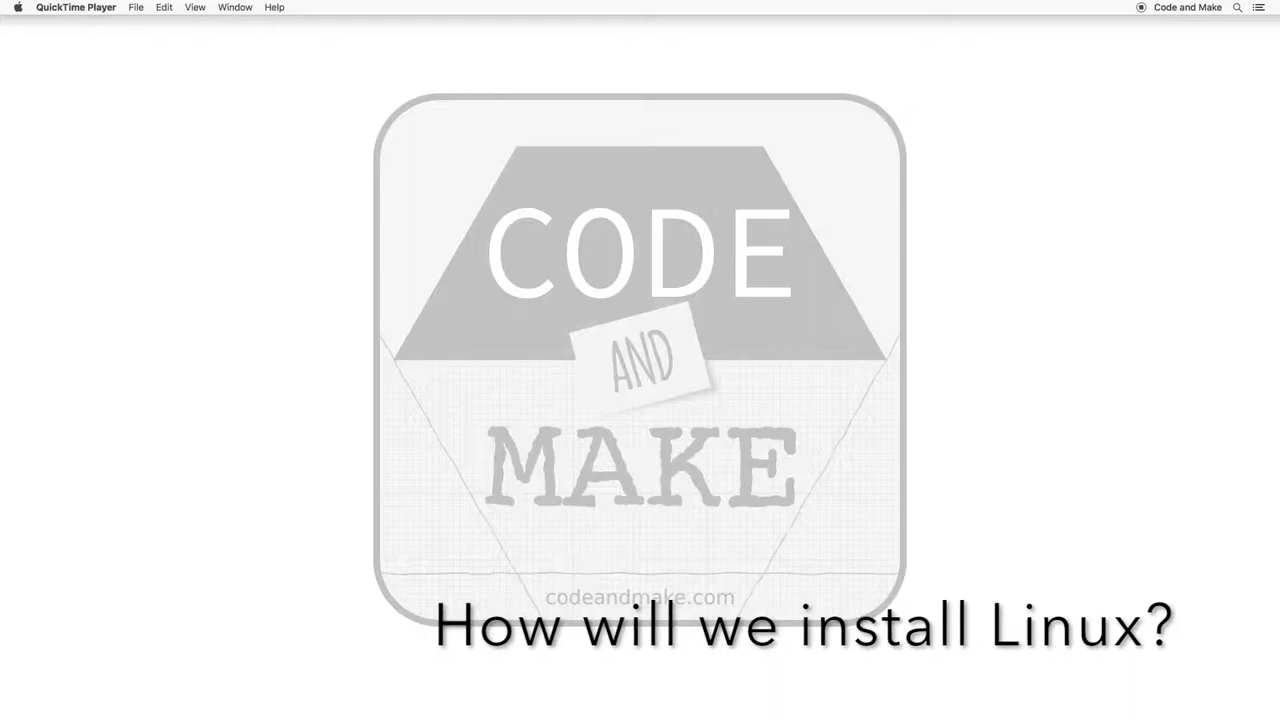 QuickTime Player File Edit View Window Help Code and Make
CODE
AND
MAKE
codeandmake.com
How will we install Linux?